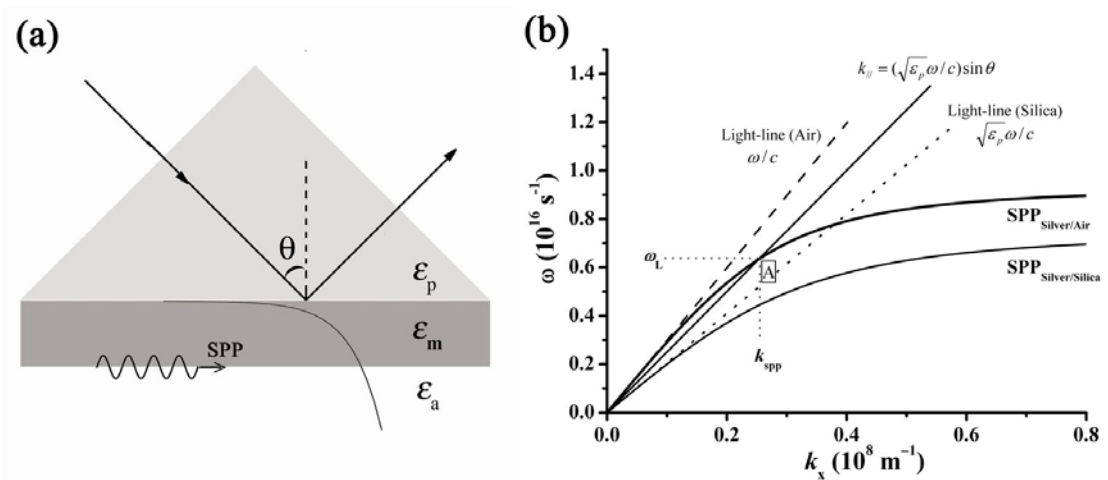 (a)
θ
ε_p
ε_m
SPP
ε_a
(b)
k_{//} = (√ε_p ω/c) sin θ
Light-line (Silica)
√ε_p ω/c
Light-line (Air)
ω/c
1.4
1.2
1.0
0.8
0.6
0.4
0.2
0.0
ω (10^16 s^-1)
ω_L
A
k_spp
SPP_Silver/Air
SPP_Silver/Silica
0.0 0.2 0.4 0.6 0.8
k_x (10^8 m^-1)